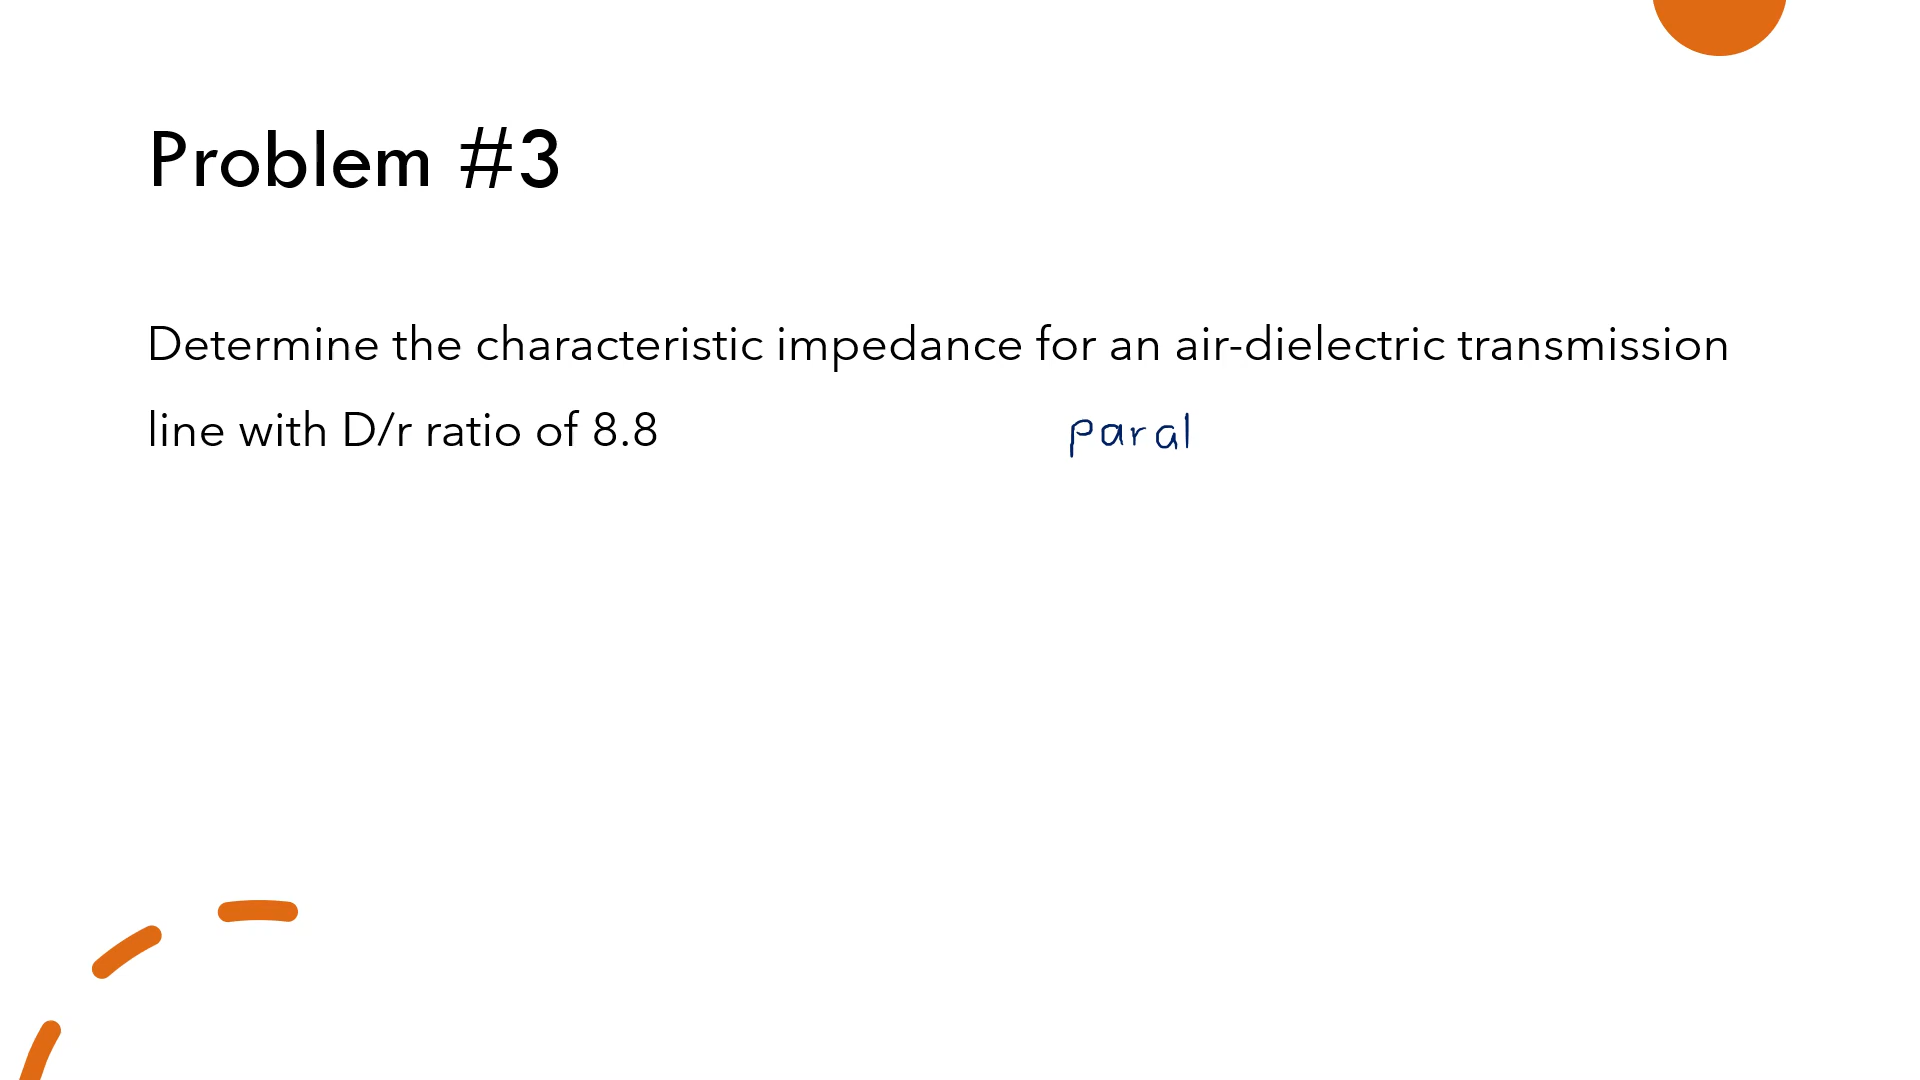 Problem #3
Determine the characteristic impedance for an air-dielectric transmission
line with D/r ratio of 8.8 paral